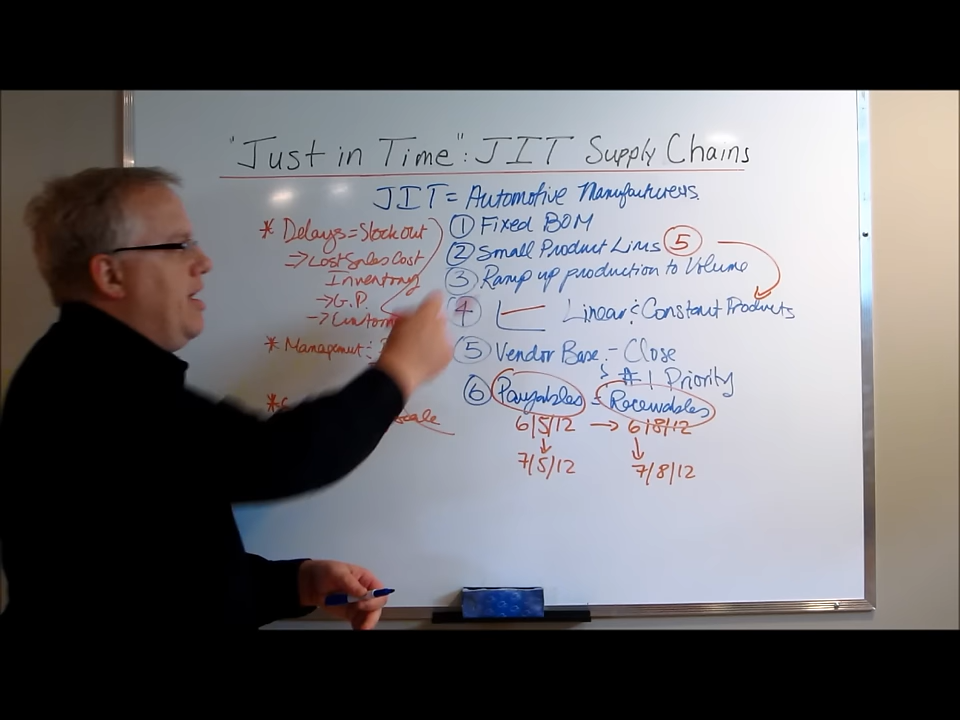 "Just in Time": JIT Supply Chains
JIT = Automotive Manufacturers.
* Delays = Stockout
⇒ Lost Sales Cost
Inventory
→ G.P.
→
* Management:
*
scale
① Fixed BOM
② Small Product Lines ⑤
③ Ramp up production to Volume
④ Linear & Constant Products
⑤ Vendor Base. - Close
→ #1 Priority
⑥ Payables = Receivables
6/5/12 → 6/8/12
↓ ↓
7/5/12 7/8/12